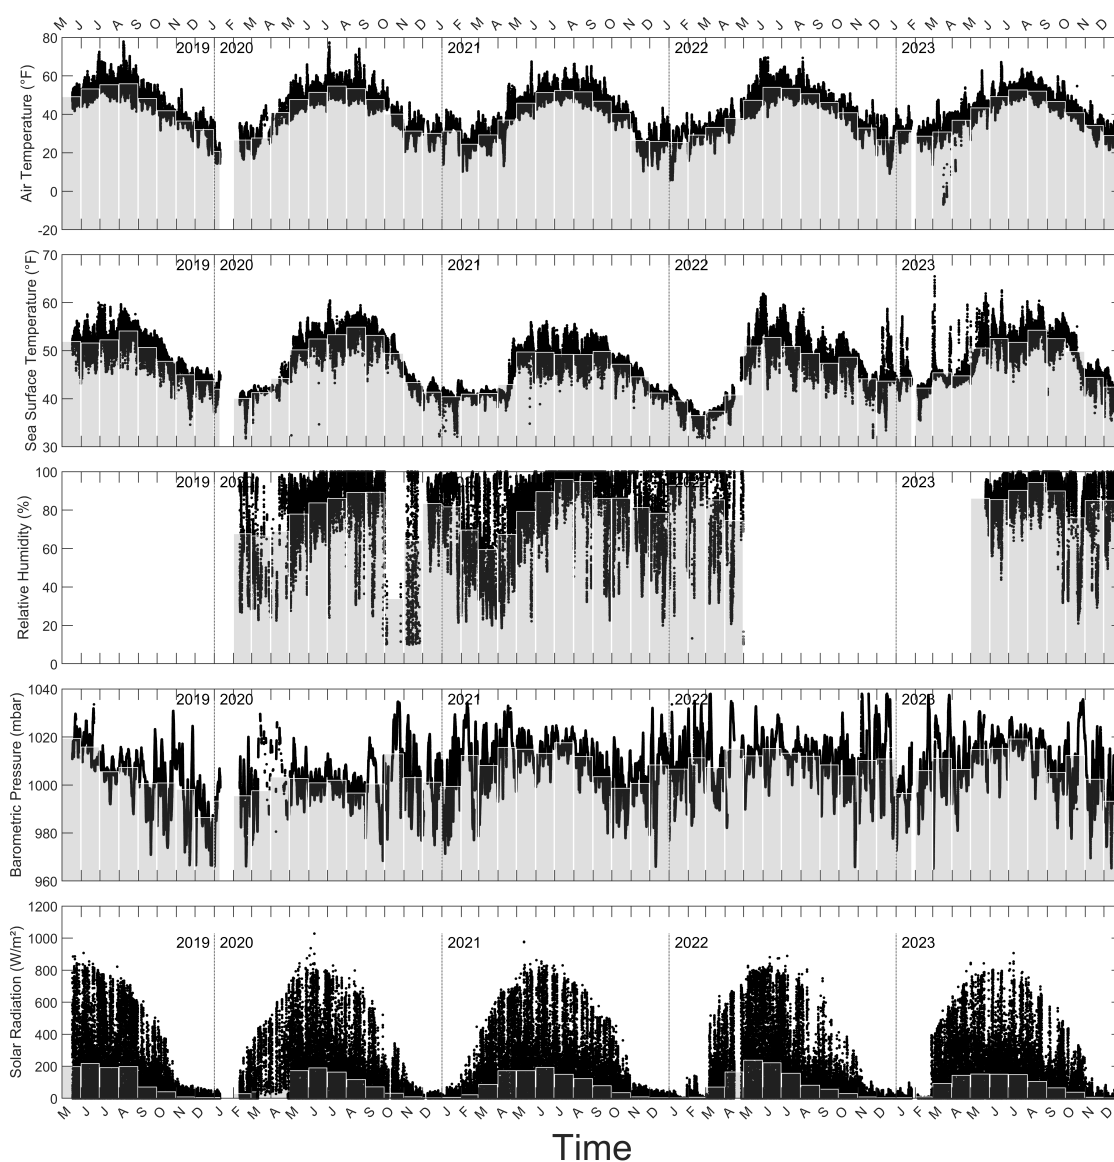 M J J A S O N D J F M A M J J A S O N D J F M A M J J A S O N D J F M A M J J A S O N D J F M A M J J A S O N D
Air Temperature (°F)
80
60
40
20
0
-20
2019 2020 2021 2022 2023
Sea Surface Temperature (°F)
70
60
50
40
30
2019 2020 2021 2022 2023
Relative Humidity (%)
100
80
60
40
20
0
2019 2023
Barometric Pressure (mbar)
1040
1020
1000
980
960
2019 2020 2021 2022 2023
Solar Radiation (W/m²)
1200
1000
800
600
400
200
0
2019 2020 2021 2022 2023
M J J A S O N D J F M A M J J A S O N D J F M A M J J A S O N D J F M A M J J A S O N D J F M A M J J A S O N D
Time